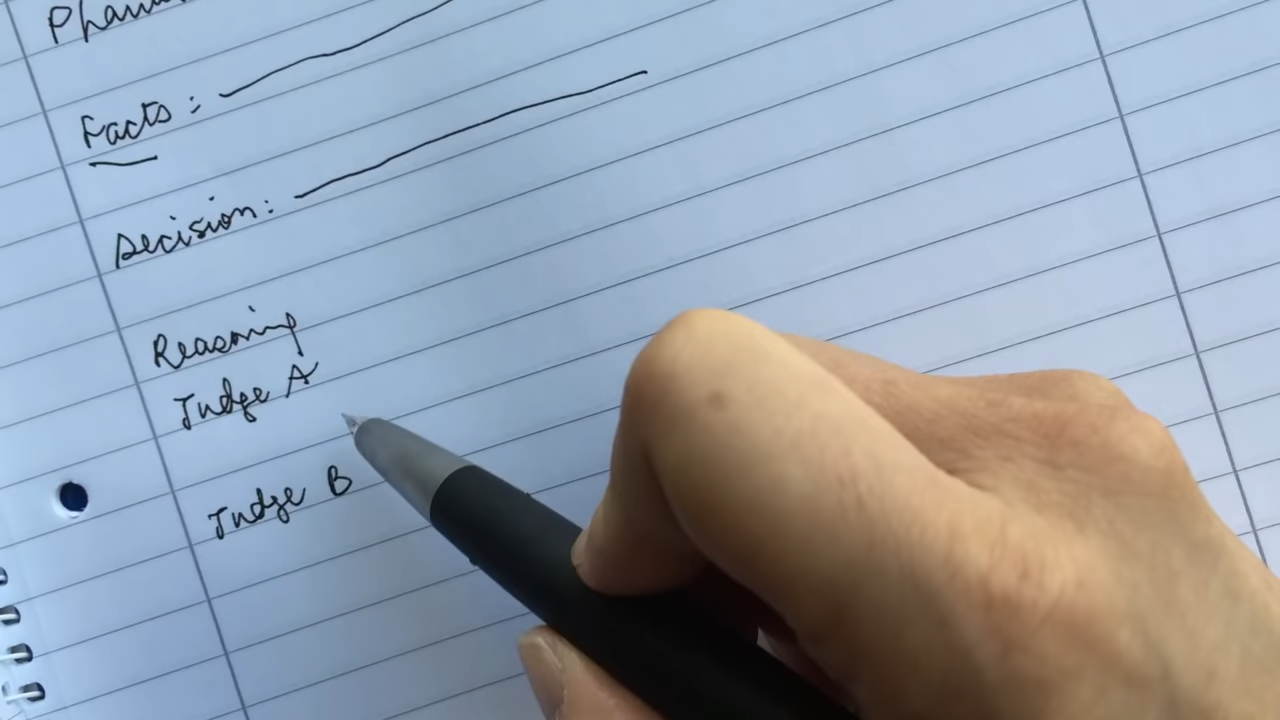 Facts :
Decision :
Reasoning
Judge A
Judge B